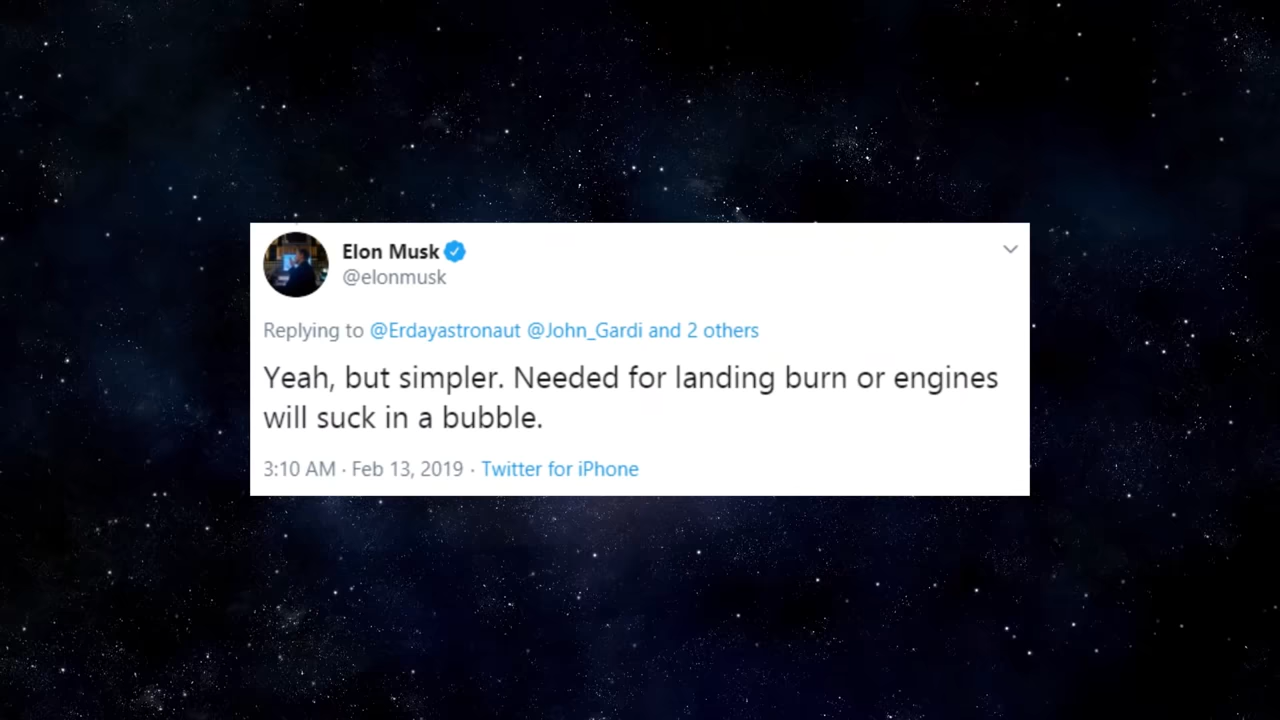 Elon Musk
@elonmusk
Replying to @Erdayastronaut @John_Gardi and 2 others
Yeah, but simpler. Needed for landing burn or engines
will suck in a bubble.
3:10 AM · Feb 13, 2019 · Twitter for iPhone